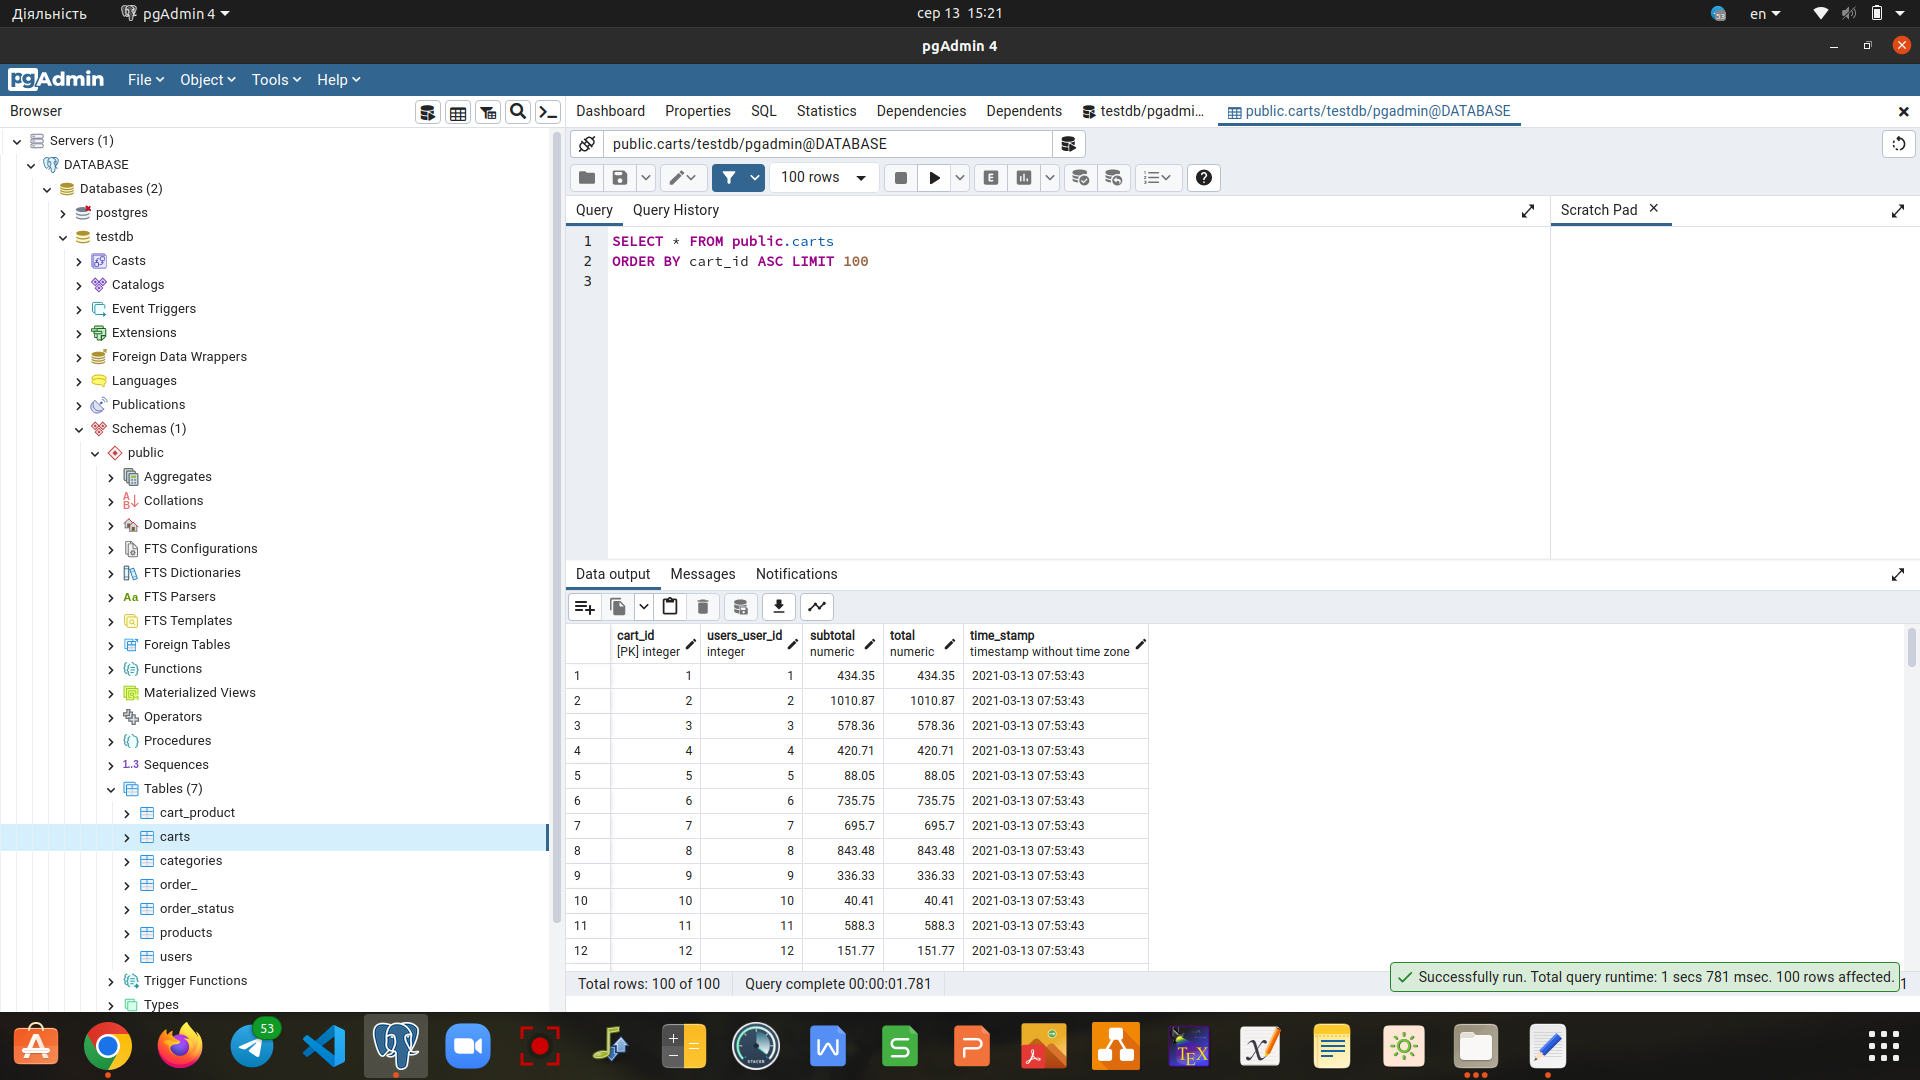 Діяльність
pgAdmin 4
сер 13 15:21
53
en
pgAdmin 4
pgAdmin
File
Object
Tools
Help
Browser
Dashboard
Properties
SQL
Statistics
Dependencies
Dependents
testdb/pgadmi...
public.carts/testdb/pgadmin@DATABASE
Servers (1)
DATABASE
Databases (2)
postgres
testdb
Casts
Catalogs
Event Triggers
Extensions
Foreign Data Wrappers
Languages
Publications
Schemas (1)
public
Aggregates
Collations
Domains
FTS Configurations
FTS Dictionaries
Aa FTS Parsers
FTS Templates
Foreign Tables
Functions
Materialized Views
Operators
Procedures
1..3 Sequences
Tables (7)
cart_product
carts
categories
order_
order_status
products
users
Trigger Functions
Types
public.carts/testdb/pgadmin@DATABASE
100 rows
E
Query
Query History
Scratch Pad
1 SELECT * FROM public.carts
2 ORDER BY cart_id ASC LIMIT 100
3
Data output
Messages
Notifications
cart_id [PK] integer
users_user_id integer
subtotal numeric
total numeric
time_stamp timestamp without time zone
1 1 1 434.35 434.35 2021-03-13 07:53:43
2 2 2 1010.87 1010.87 2021-03-13 07:53:43
3 3 3 578.36 578.36 2021-03-13 07:53:43
4 4 4 420.71 420.71 2021-03-13 07:53:43
5 5 5 88.05 88.05 2021-03-13 07:53:43
6 6 6 735.75 735.75 2021-03-13 07:53:43
7 7 7 695.7 695.7 2021-03-13 07:53:43
8 8 8 843.48 843.48 2021-03-13 07:53:43
9 9 9 336.33 336.33 2021-03-13 07:53:43
10 10 10 40.41 40.41 2021-03-13 07:53:43
11 11 11 588.3 588.3 2021-03-13 07:53:43
12 12 12 151.77 151.77 2021-03-13 07:53:43
Total rows: 100 of 100
Query complete 00:00:01.781
Successfully run. Total query runtime: 1 secs 781 msec. 100 rows affected.
1
53
STACER
W
S
P
TEX
X